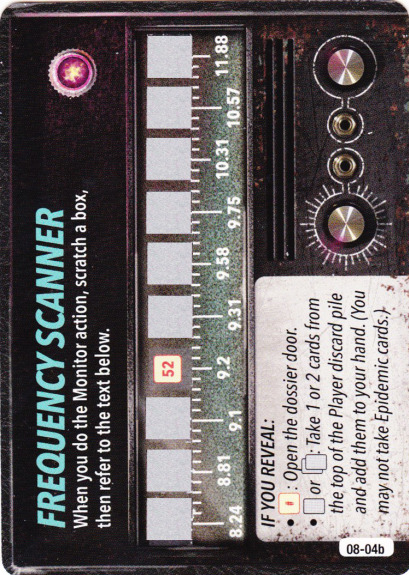 FREQUENCY SCANNER
When you do the Monitor action, scratch a box,
then refer to the text below.
52
8.24 8.81 9.1 9.2 9.31 9.58 9.75 10.31 10.57 11.88
IF YOU REVEAL:
• # : Open the dossier door.
• or : Take 1 or 2 cards from
the top of the Player discard pile
and add them to your hand. (You
may not take Epidemic cards.)
08-04b